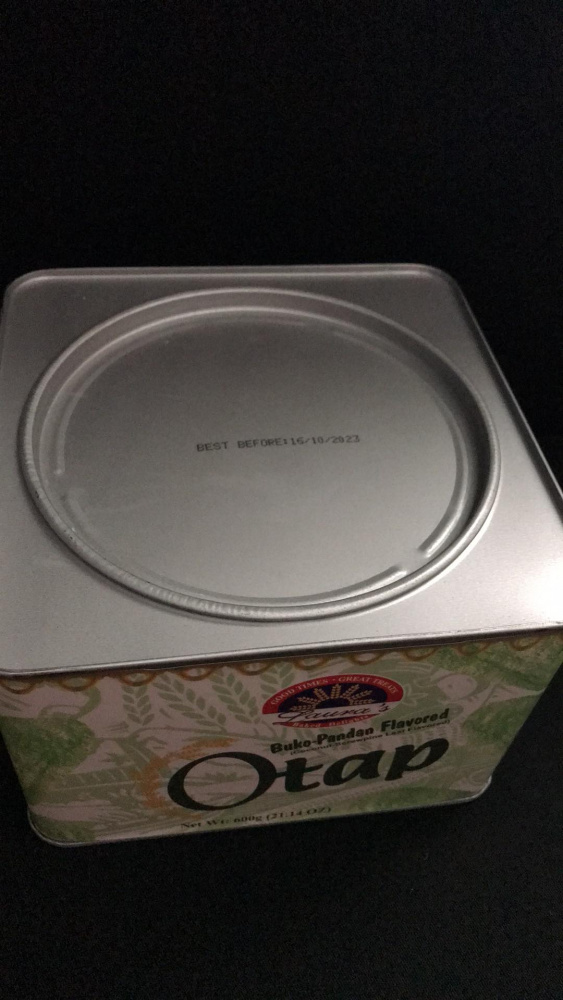 BEST BEFORE:16/10/2023
GOOD TIMES • GREAT TREATS
Laura's
Buko-Pandan Flavored
Otap
Net Wt: 600g (21.14 OZ)